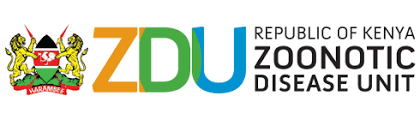 HARAMBEE
ZDU
REPUBLIC OF KENYA
ZOONOTIC
DISEASE UNIT